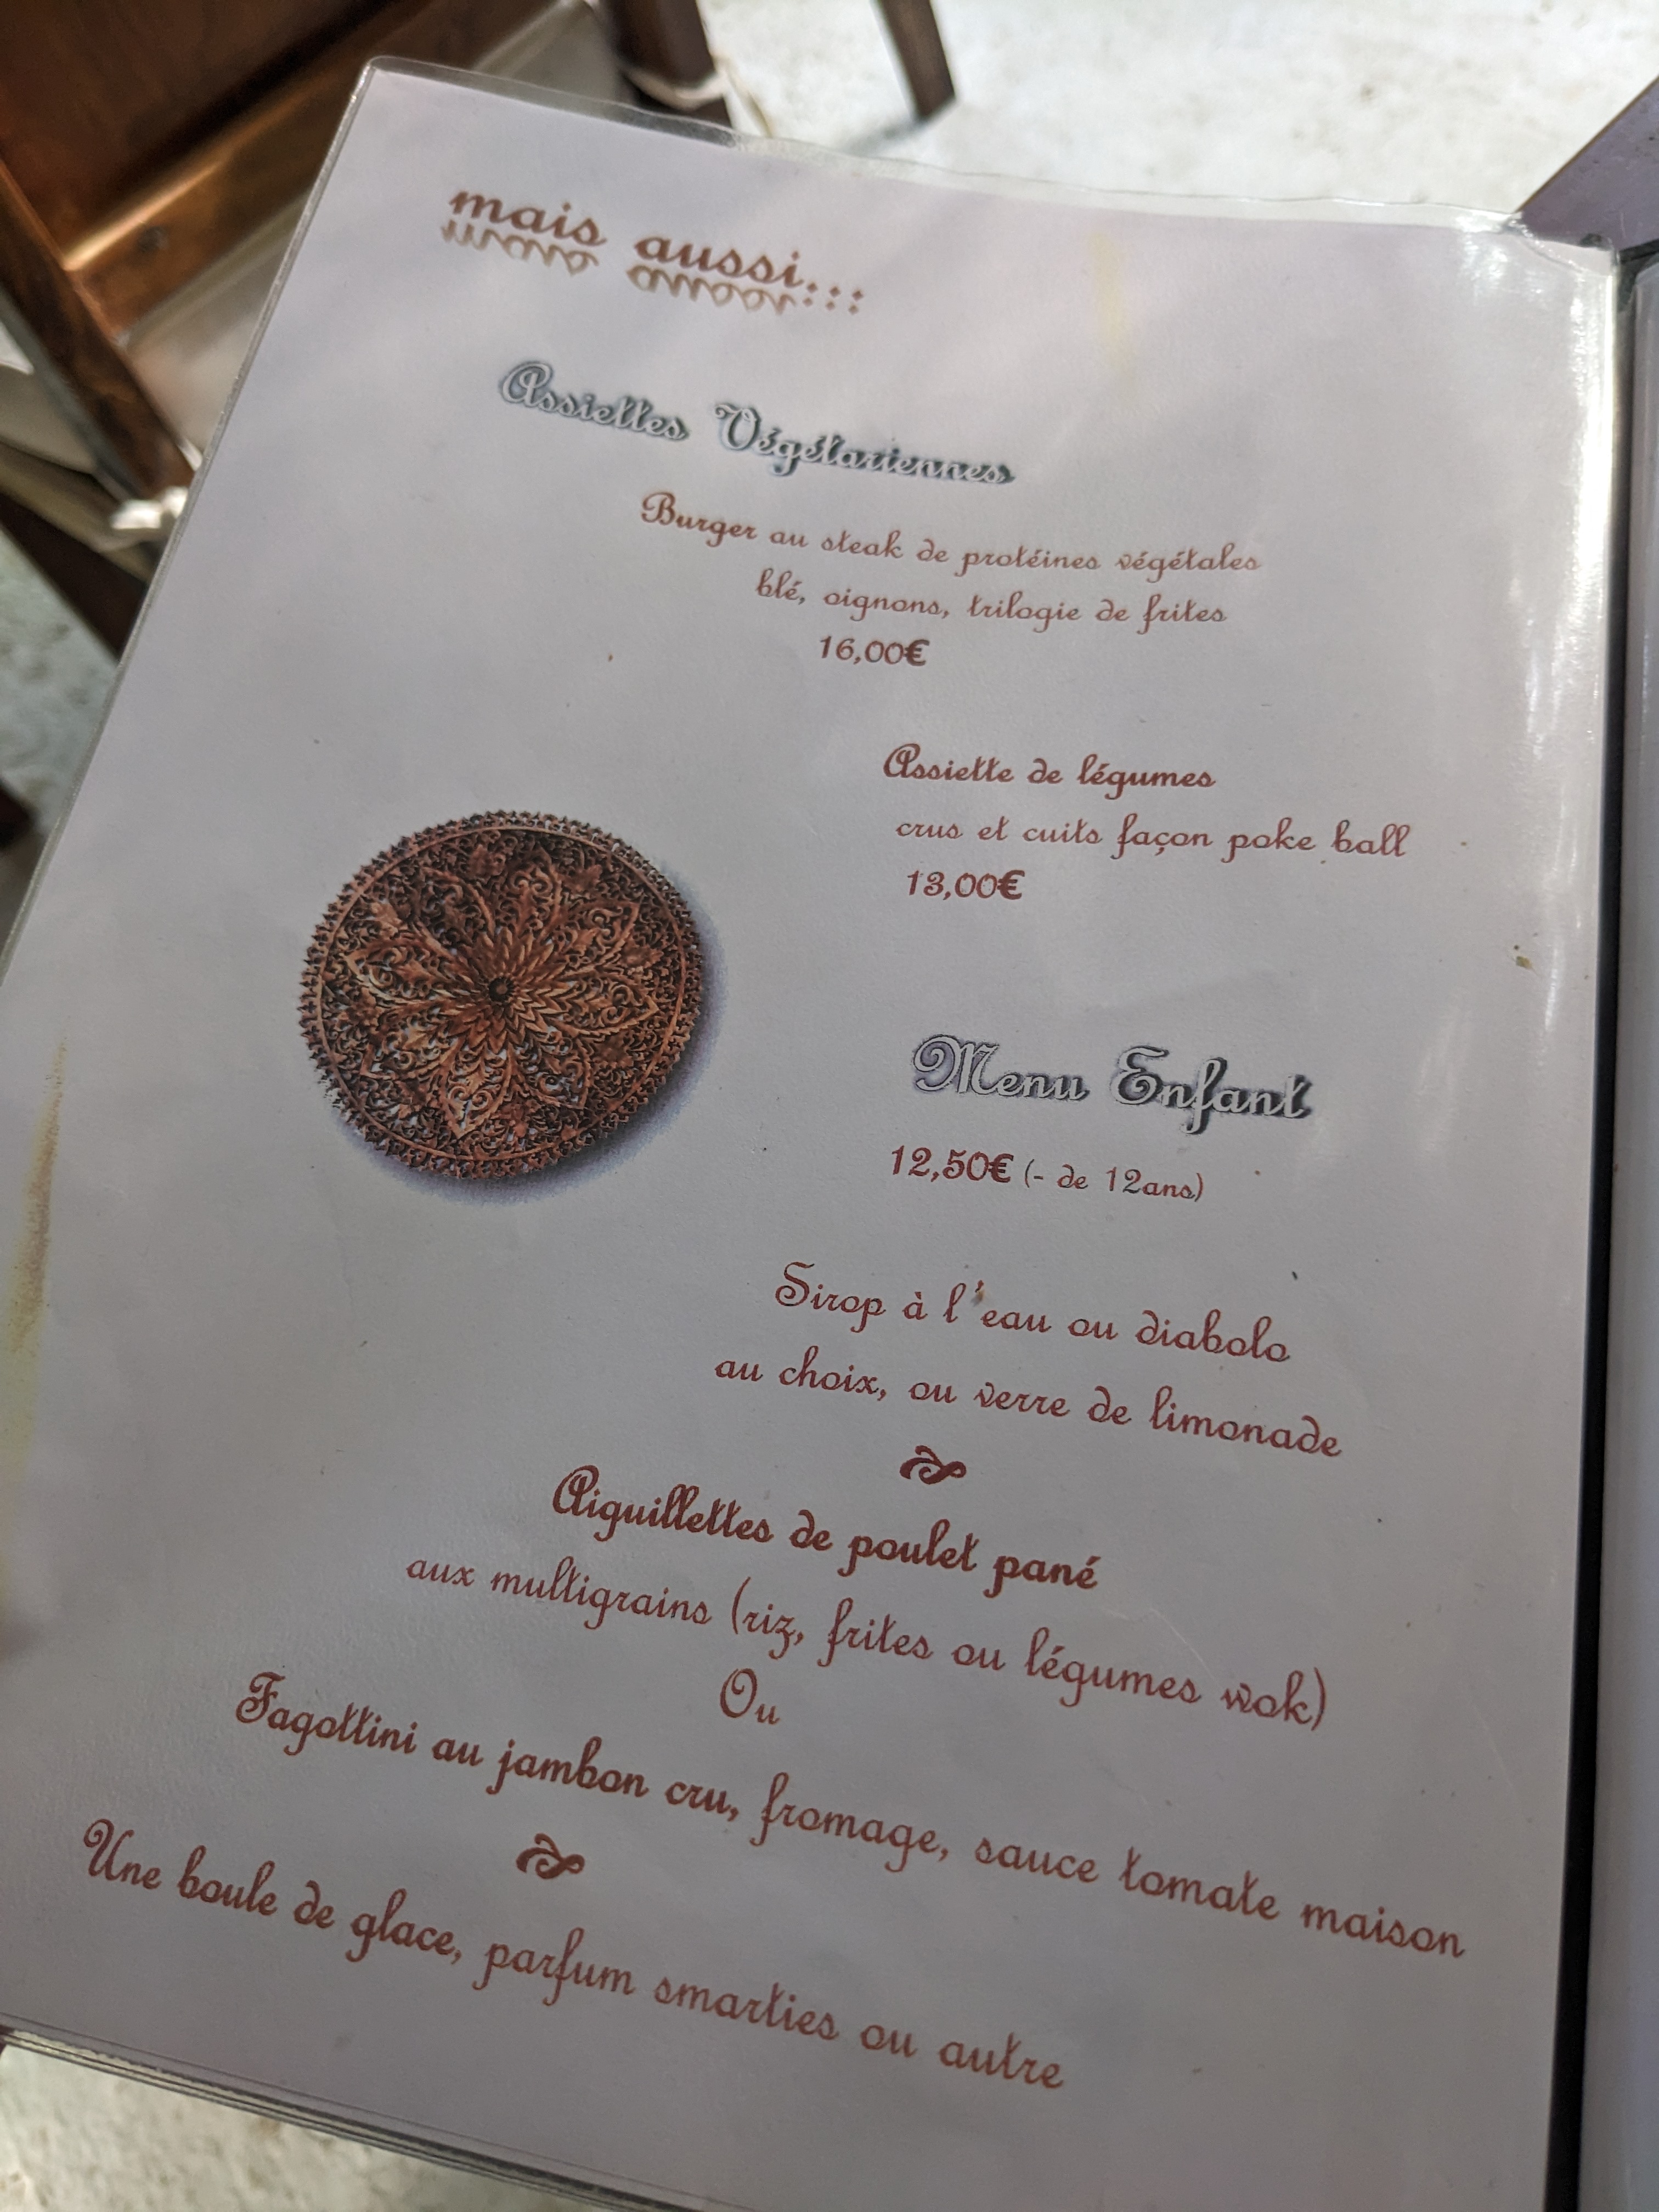 mais aussi...
Assiettes Végétariennes
Burger au steak de protéines végétales
blé, oignons, trilogie de frites
16,00€
Assiette de légumes
crus et cuits façon poke ball
13,00€
Menu Enfant
12,50€ (- de 12ans)
Sirop à l'eau ou diabolo
au choix, ou verre de limonade
Aiguillettes de poulet pané
aux multigrains (riz, frites ou légumes wok)
Ou
Fagottini au jambon cru, fromage, sauce tomate maison
Une boule de glace, parfum smarties ou autre